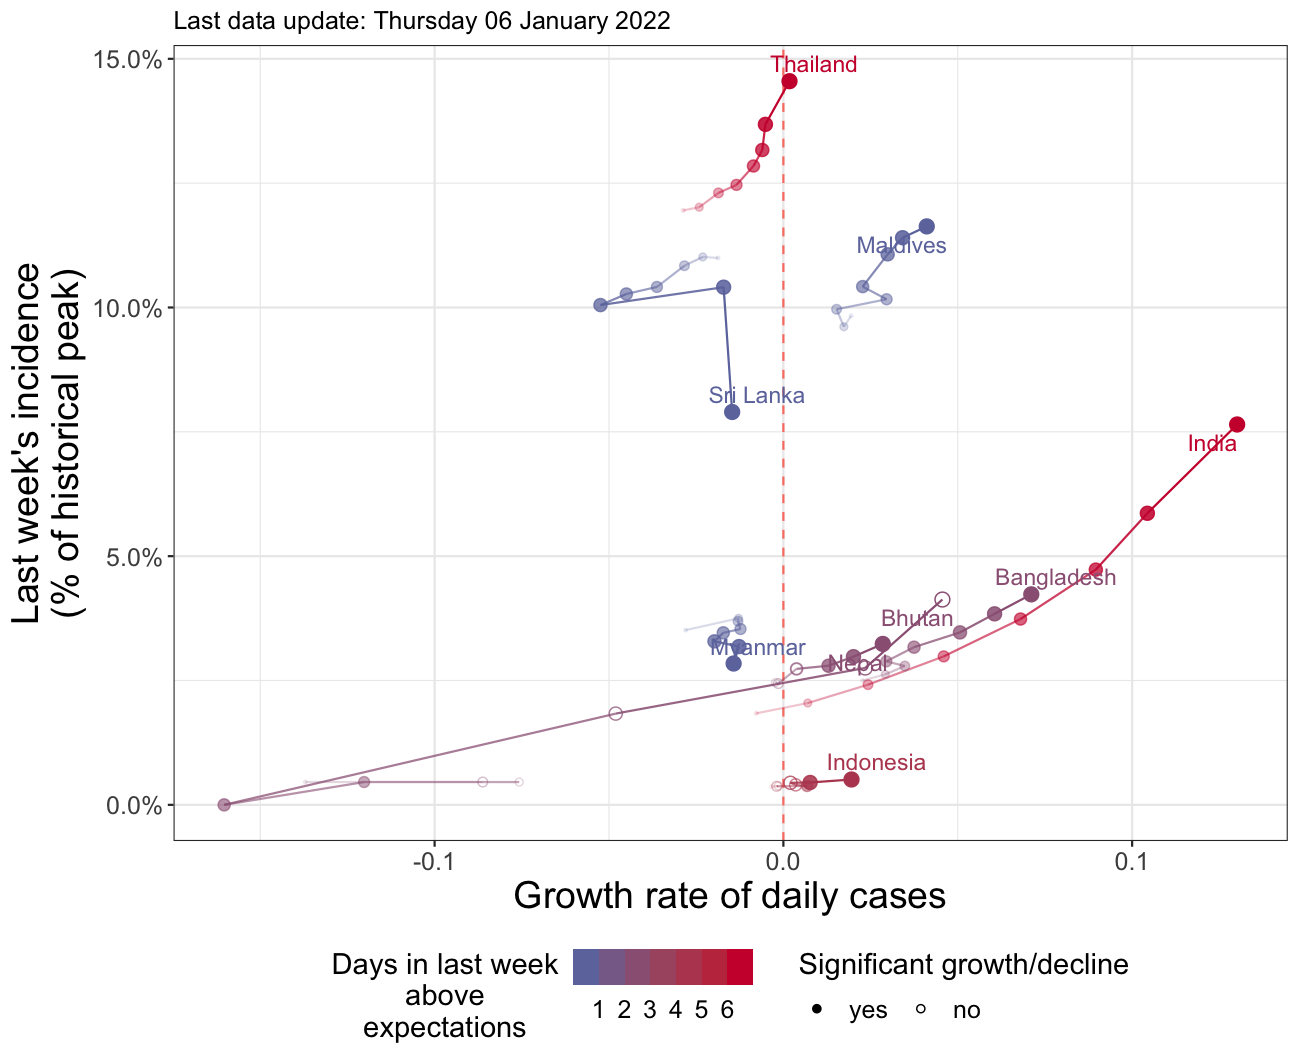 Last data update: Thursday 06 January 2022
15.0%
10.0%
5.0%
0.0%
Last week's incidence
(% of historical peak)
Thailand
Maldives
Sri Lanka
India
Bangladesh
Bhutan
Myanmar
Nepal
Indonesia
-0.1
0.0
0.1
Growth rate of daily cases
Days in last week
above
expectations
1 2 3 4 5 6
Significant growth/decline
yes no